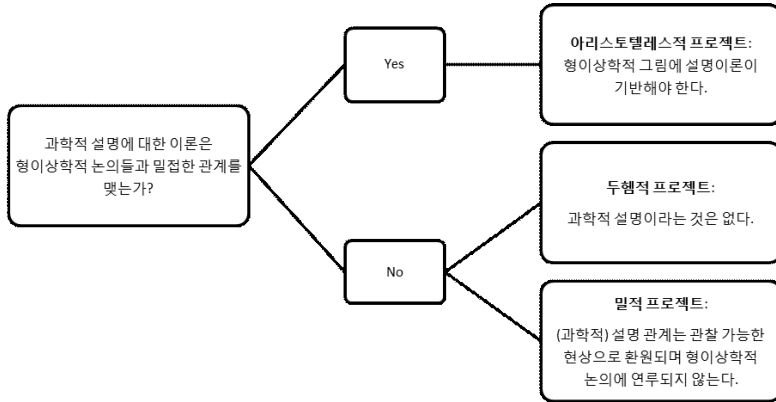 과학적 설명에 대한 이론은
형이상학적 논의들과 밀접한 관계를
맺는가?
Yes
아리스토텔레스적 프로젝트:
형이상학적 그림에 설명이론이
기반해야 한다.
No
두헴적 프로젝트:
과학적 설명이라는 것은 없다.
밀적 프로젝트:
(과학적) 설명 관계는 관찰 가능한
현상으로 환원되며 형이상학적
논의에 연루되지 않는다.